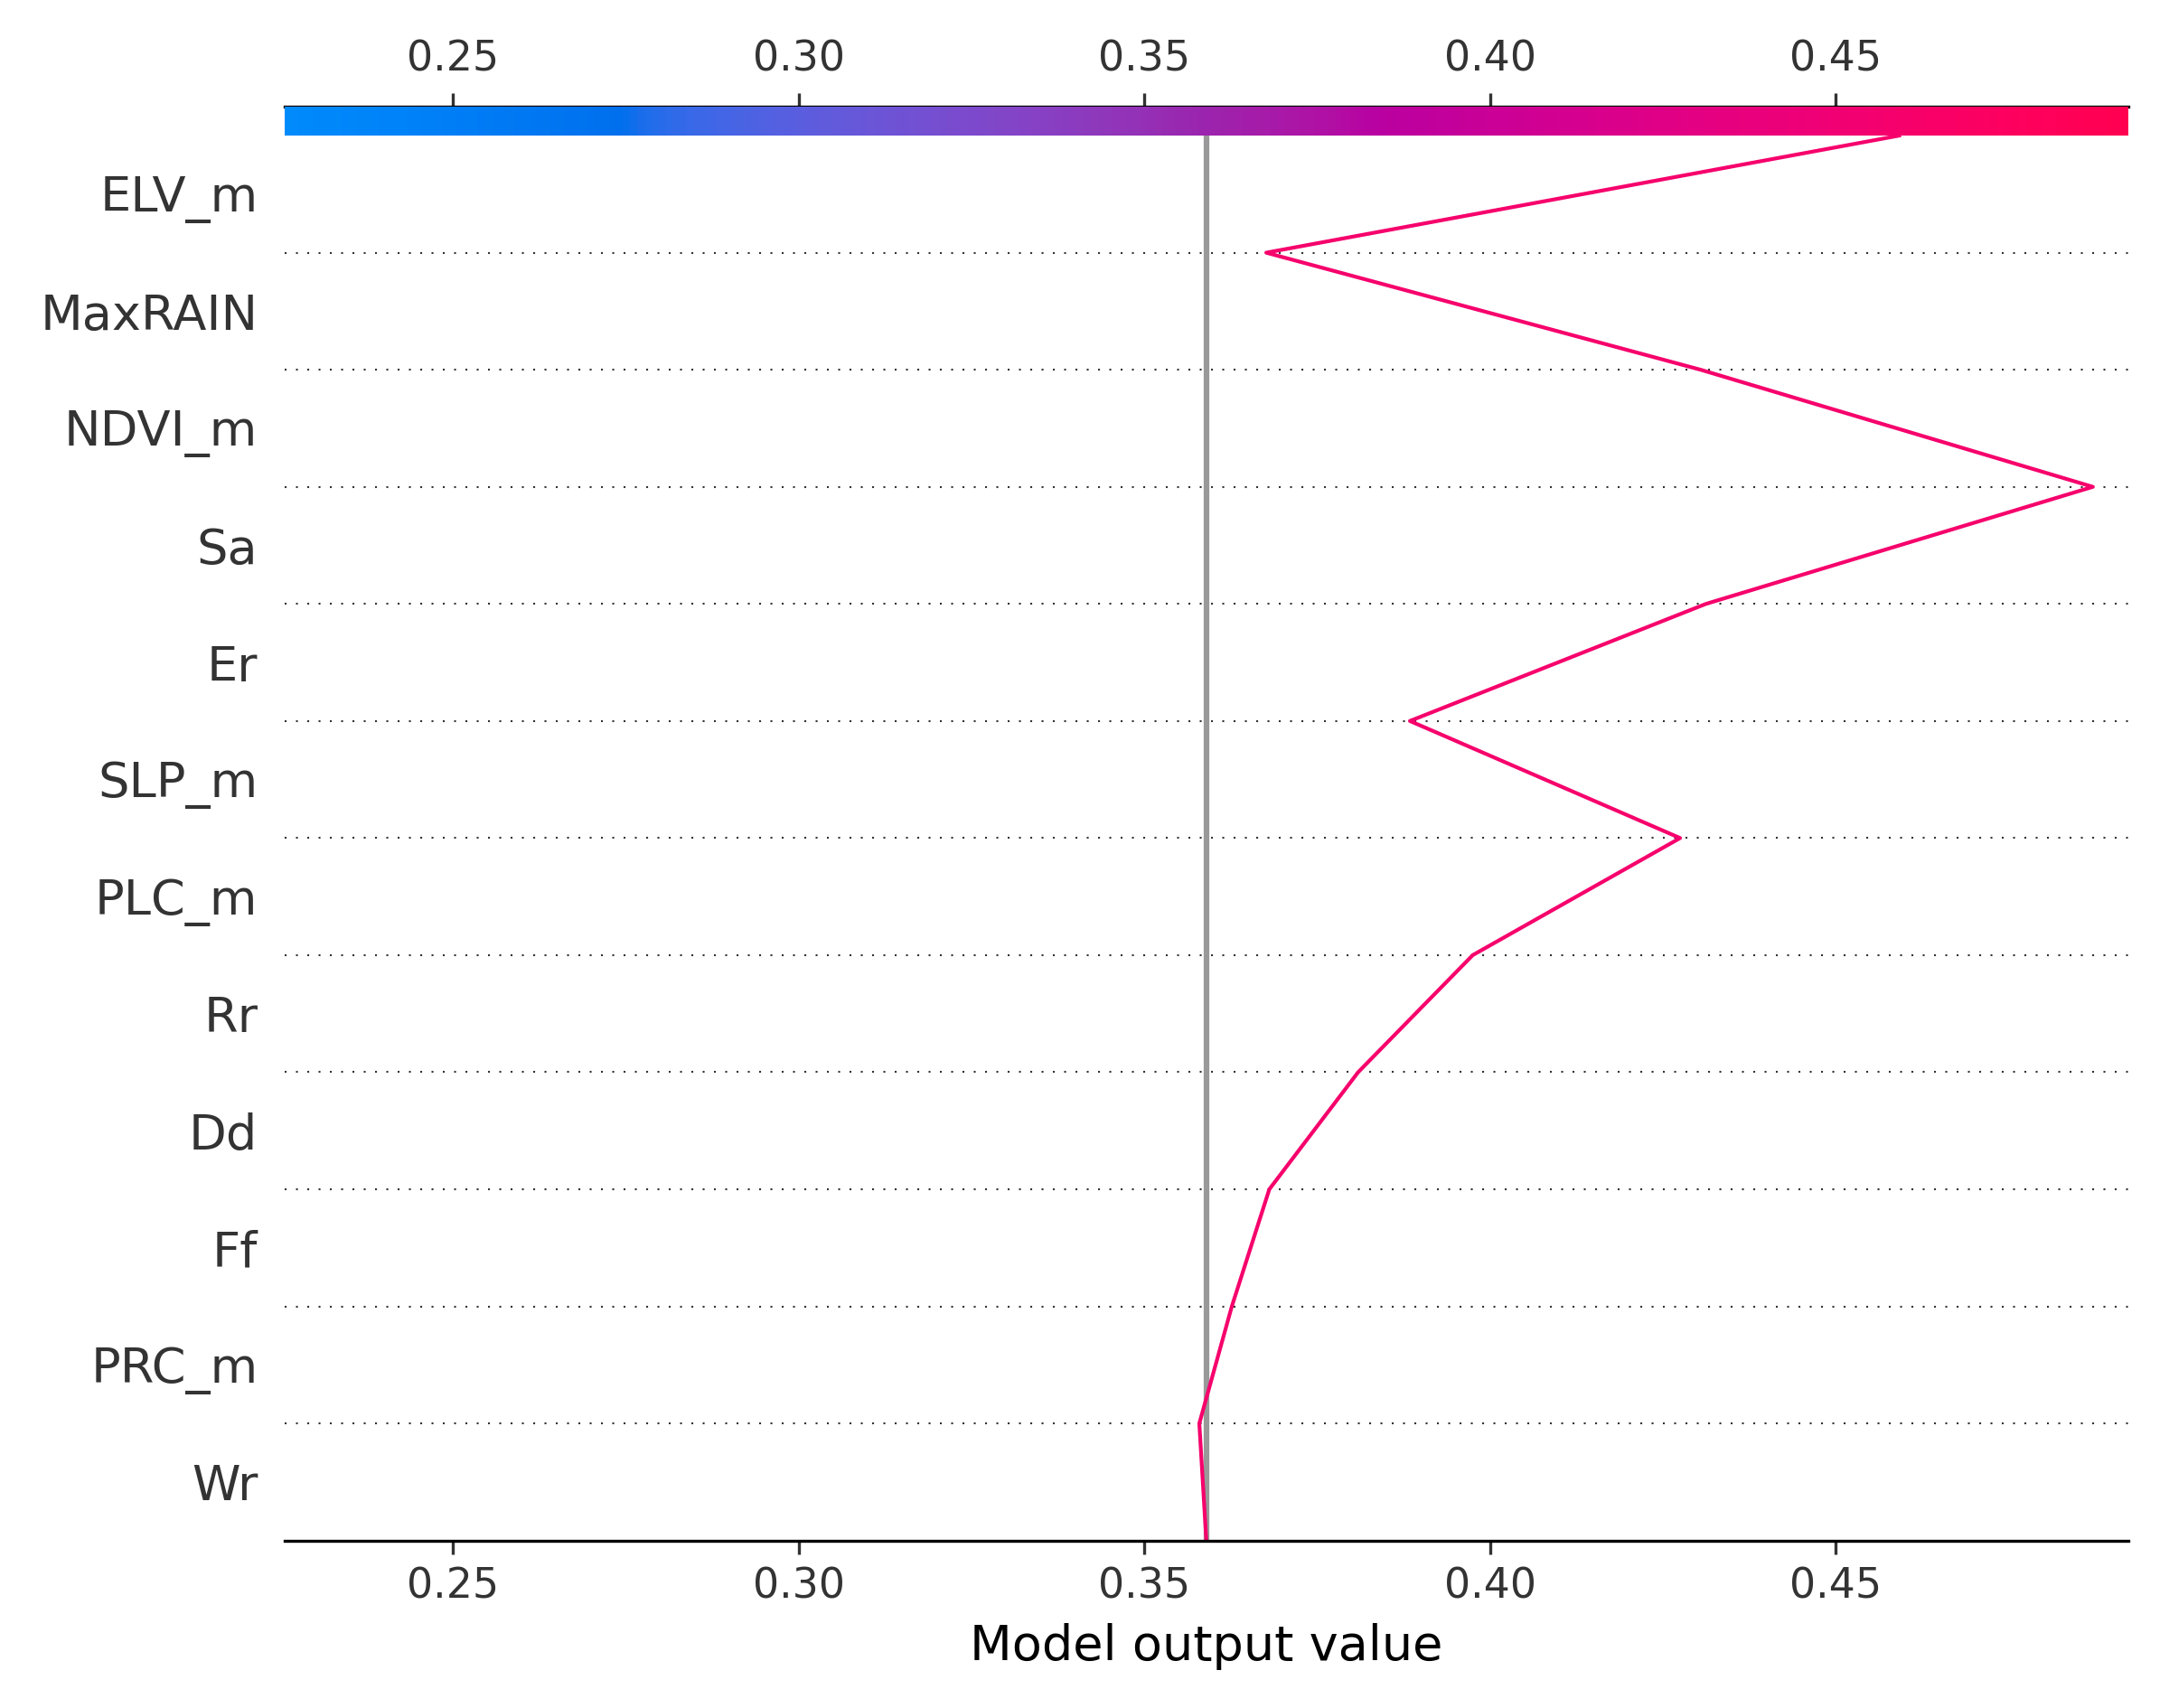 0.25 0.30 0.35 0.40 0.45
ELV_m
MaxRAIN
NDVI_m
Sa
Er
SLP_m
PLC_m
Rr
Dd
Ff
PRC_m
Wr
0.25 0.30 0.35 0.40 0.45
Model output value